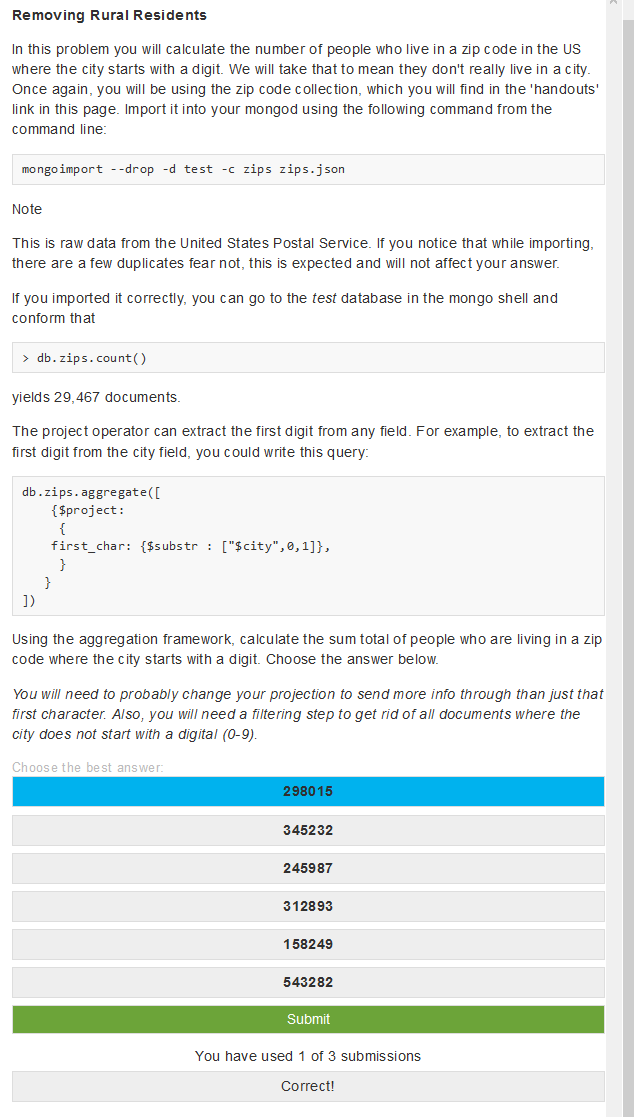 Removing Rural Residents
In this problem you will calculate the number of people who live in a zip code in the US
where the city starts with a digit. We will take that to mean they don't really live in a city.
Once again, you will be using the zip code collection, which you will find in the 'handouts'
link in this page. Import it into your mongod using the following command from the
command line:
mongoimport --drop -d test -c zips zips.json
Note
This is raw data from the United States Postal Service. If you notice that while importing,
there are a few duplicates fear not, this is expected and will not affect your answer.
If you imported it correctly, you can go to the test database in the mongo shell and
conform that
> db.zips.count()
yields 29,467 documents.
The project operator can extract the first digit from any field. For example, to extract the
first digit from the city field, you could write this query:
db.zips.aggregate([
    {$project:
     {
    first_char: {$substr : ["$city",0,1]},
     }
   }
])
Using the aggregation framework, calculate the sum total of people who are living in a zip
code where the city starts with a digit. Choose the answer below.
You will need to probably change your projection to send more info through than just that
first character. Also, you will need a filtering step to get rid of all documents where the
city does not start with a digital (0-9).
Choose the best answer:
298015
345232
245987
312893
158249
543282
Submit
You have used 1 of 3 submissions
Correct!